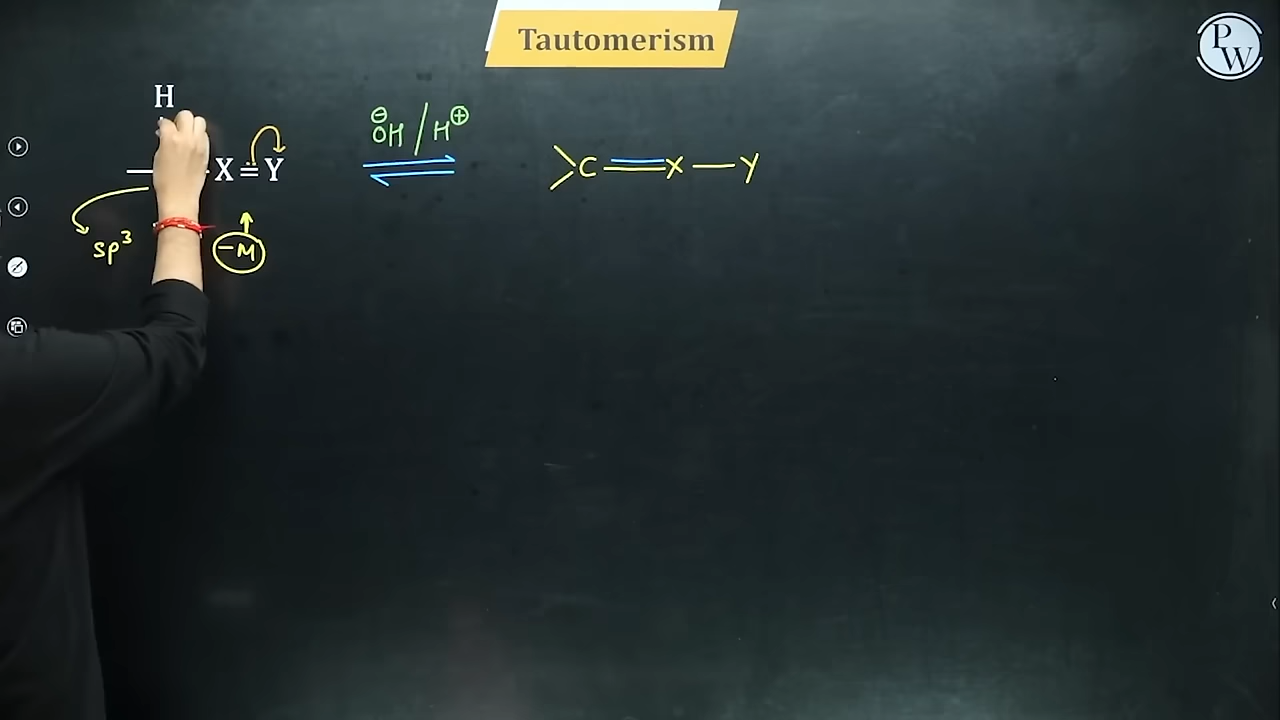 Tautomerism
PW
H
⊖OH / H⊕
X = Y
⇌
>C = X — Y
sp³
−M